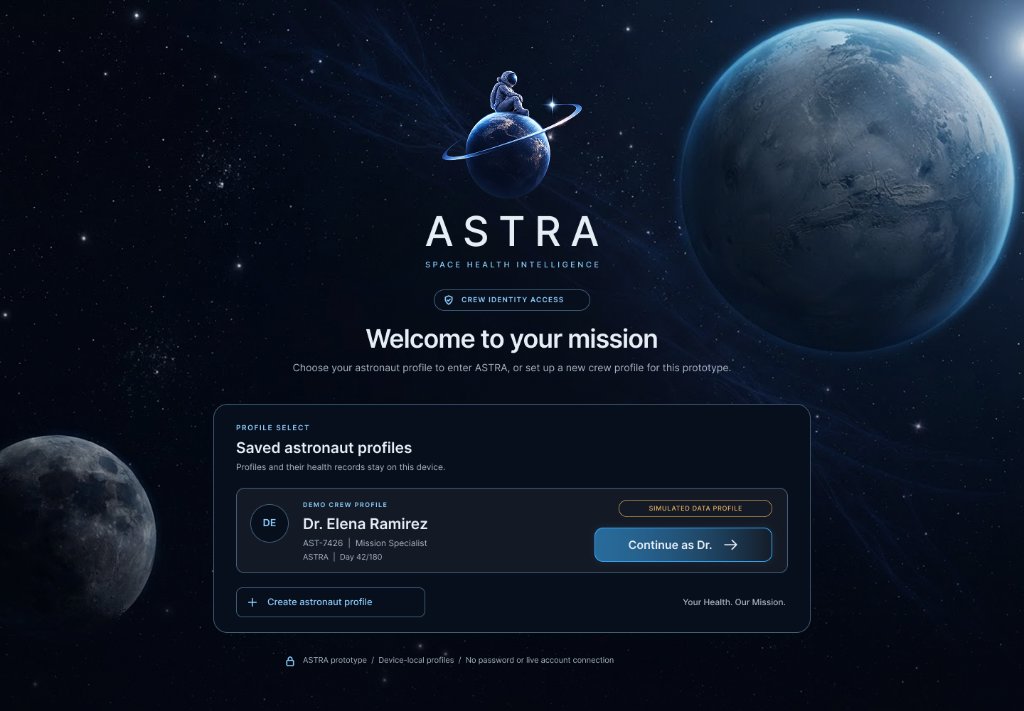 ASTRA
SPACE HEALTH INTELLIGENCE
CREW IDENTITY ACCESS
Welcome to your mission
Choose your astronaut profile to enter ASTRA, or set up a new crew profile for this prototype.
PROFILE SELECT
Saved astronaut profiles
Profiles and their health records stay on this device.
DE
DEMO CREW PROFILE
Dr. Elena Ramirez
AST-7426 | Mission Specialist
ASTRA | Day 42/180
SIMULATED DATA PROFILE
Continue as Dr. →
+ Create astronaut profile
Your Health. Our Mission.
ASTRA prototype / Device-local profiles / No password or live account connection